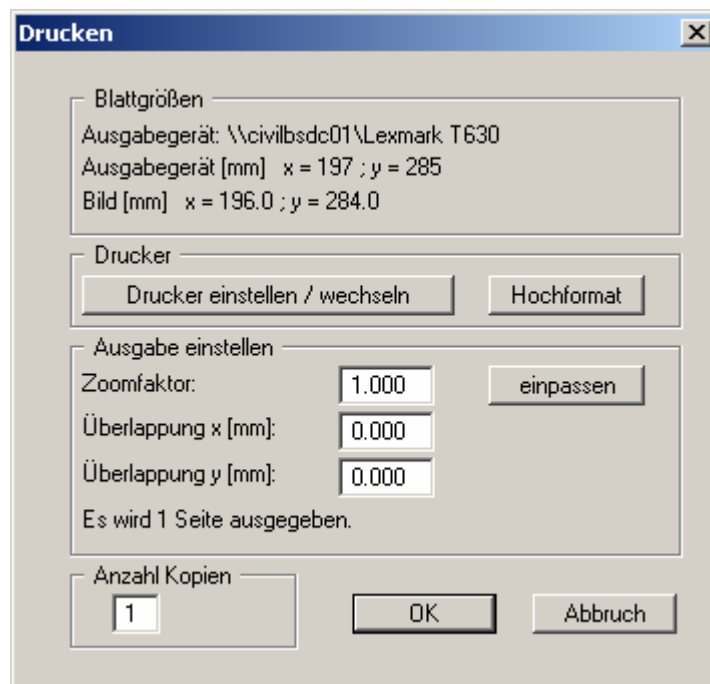 Drucken
Blattgrößen
Ausgabegerät: \\civilbsdc01\Lexmark T630
Ausgabegerät [mm] x = 197 ; y = 285
Bild [mm] x = 196.0 ; y = 284.0
Drucker
Drucker einstellen / wechseln Hochformat
Ausgabe einstellen
Zoomfaktor: 1.000 einpassen
Überlappung x [mm]: 0.000
Überlappung y [mm]: 0.000
Es wird 1 Seite ausgegeben.
Anzahl Kopien
1 OK Abbruch